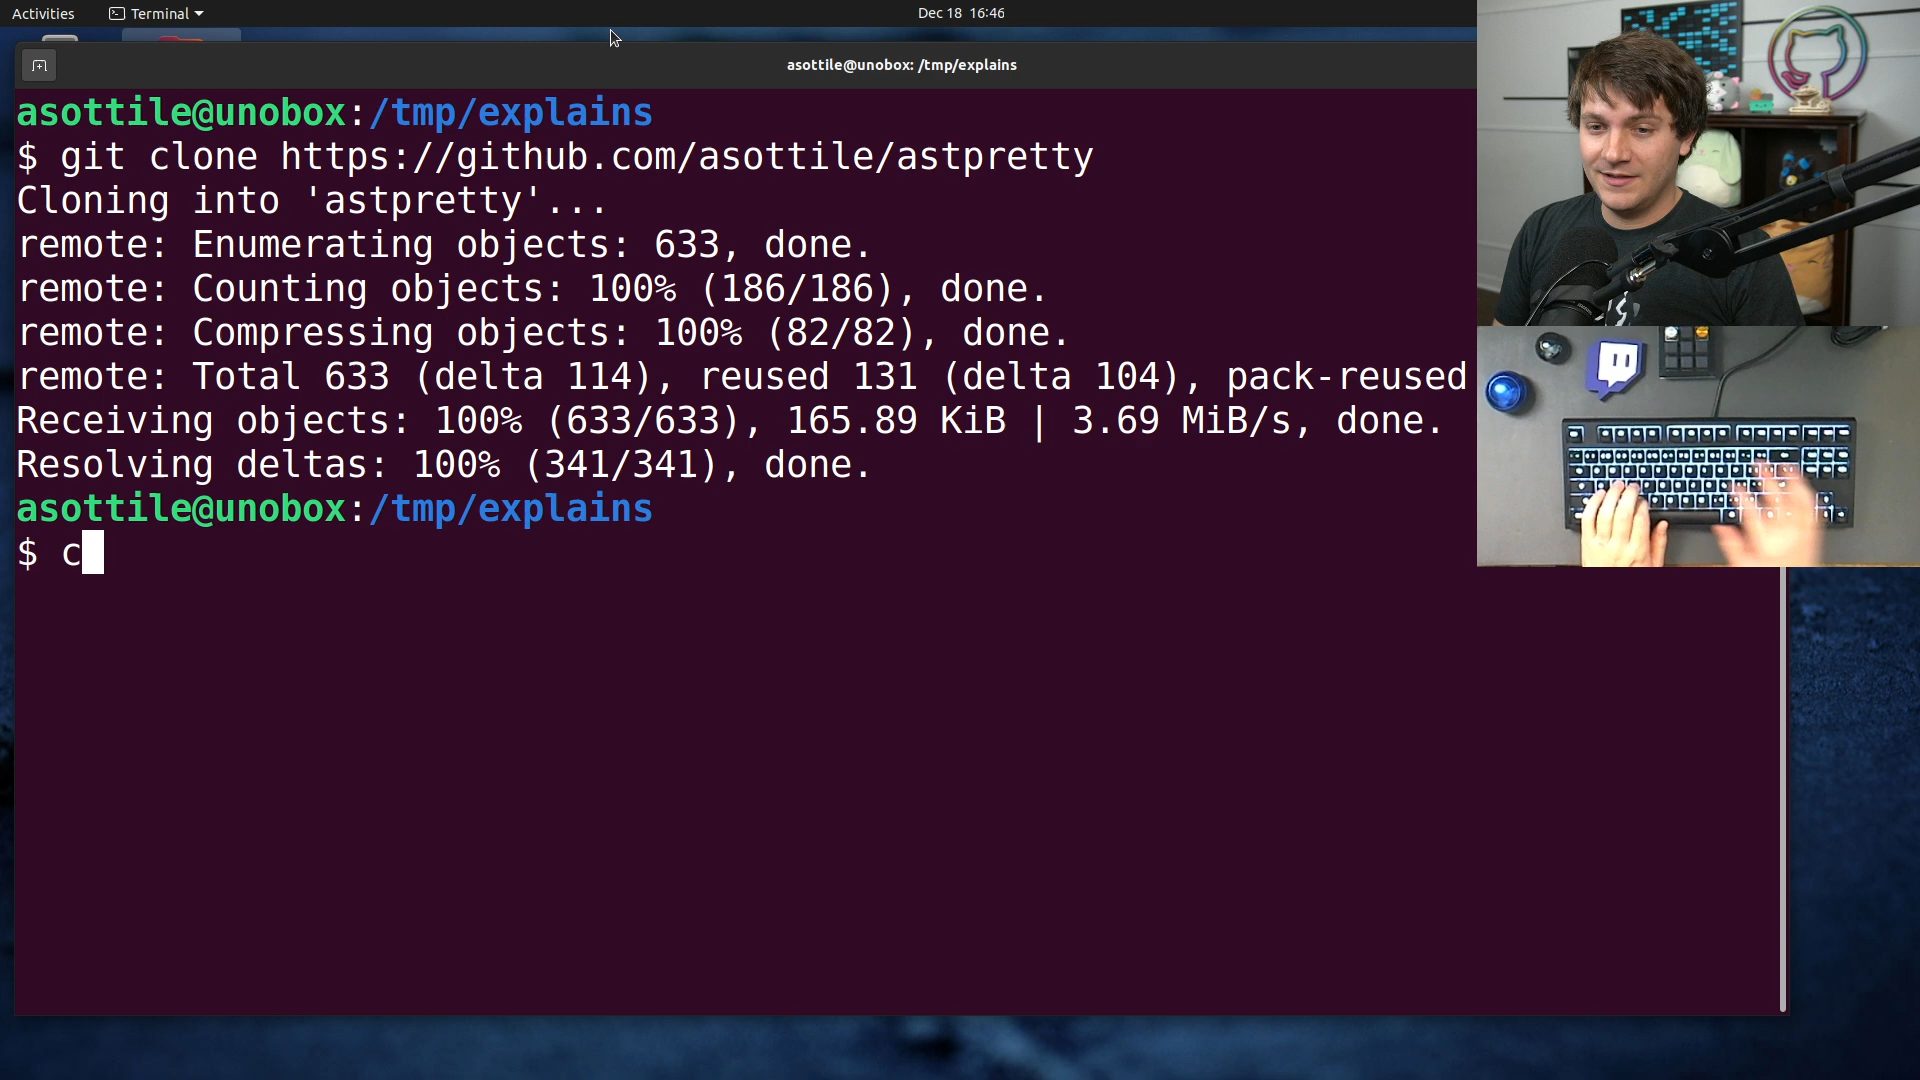 Activities
Terminal
Dec 18 16:46
asottile@unobox: /tmp/explains
asottile@unobox:/tmp/explains
$ git clone https://github.com/asottile/astpretty
Cloning into 'astpretty'...
remote: Enumerating objects: 633, done.
remote: Counting objects: 100% (186/186), done.
remote: Compressing objects: 100% (82/82), done.
remote: Total 633 (delta 114), reused 131 (delta 104), pack-reused
Receiving objects: 100% (633/633), 165.89 KiB | 3.69 MiB/s, done.
Resolving deltas: 100% (341/341), done.
asottile@unobox:/tmp/explains
$ c